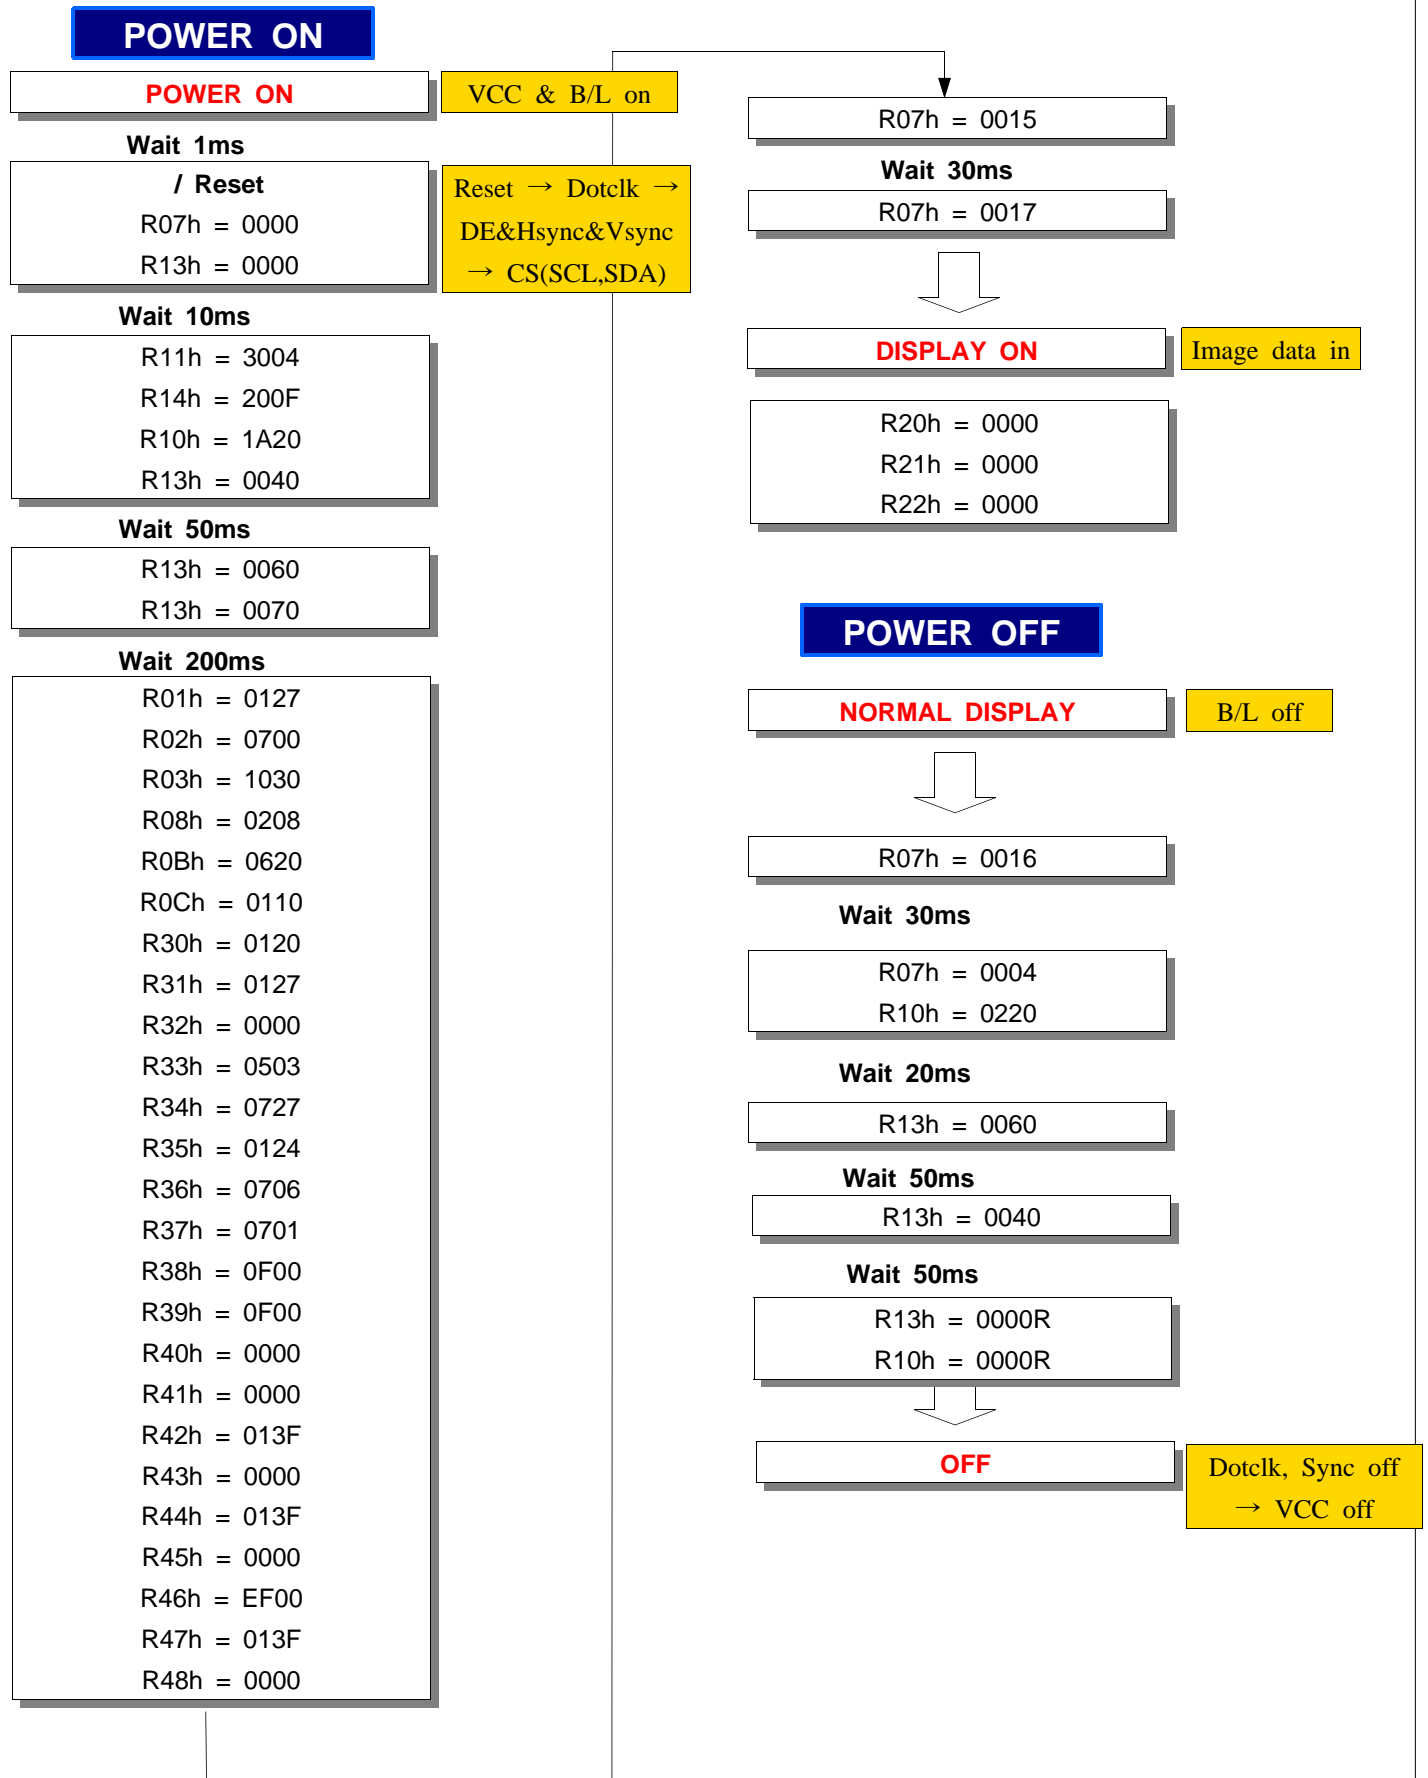 POWER ON
POWER ON
VCC & B/L on
Wait 1ms
/ Reset
R07h = 0000
R13h = 0000
Reset → Dotclk →
DE&Hsync&Vsync
→ CS(SCL,SDA)
Wait 10ms
R11h = 3004
R14h = 200F
R10h = 1A20
R13h = 0040
Wait 50ms
R13h = 0060
R13h = 0070
Wait 200ms
R01h = 0127
R02h = 0700
R03h = 1030
R08h = 0208
R0Bh = 0620
R0Ch = 0110
R30h = 0120
R31h = 0127
R32h = 0000
R33h = 0503
R34h = 0727
R35h = 0124
R36h = 0706
R37h = 0701
R38h = 0F00
R39h = 0F00
R40h = 0000
R41h = 0000
R42h = 013F
R43h = 0000
R44h = 013F
R45h = 0000
R46h = EF00
R47h = 013F
R48h = 0000
R07h = 0015
Wait 30ms
R07h = 0017
DISPLAY ON
Image data in
R20h = 0000
R21h = 0000
R22h = 0000
POWER OFF
NORMAL DISPLAY
B/L off
R07h = 0016
Wait 30ms
R07h = 0004
R10h = 0220
Wait 20ms
R13h = 0060
Wait 50ms
R13h = 0040
Wait 50ms
R13h = 0000R
R10h = 0000R
OFF
Dotclk, Sync off
→ VCC off